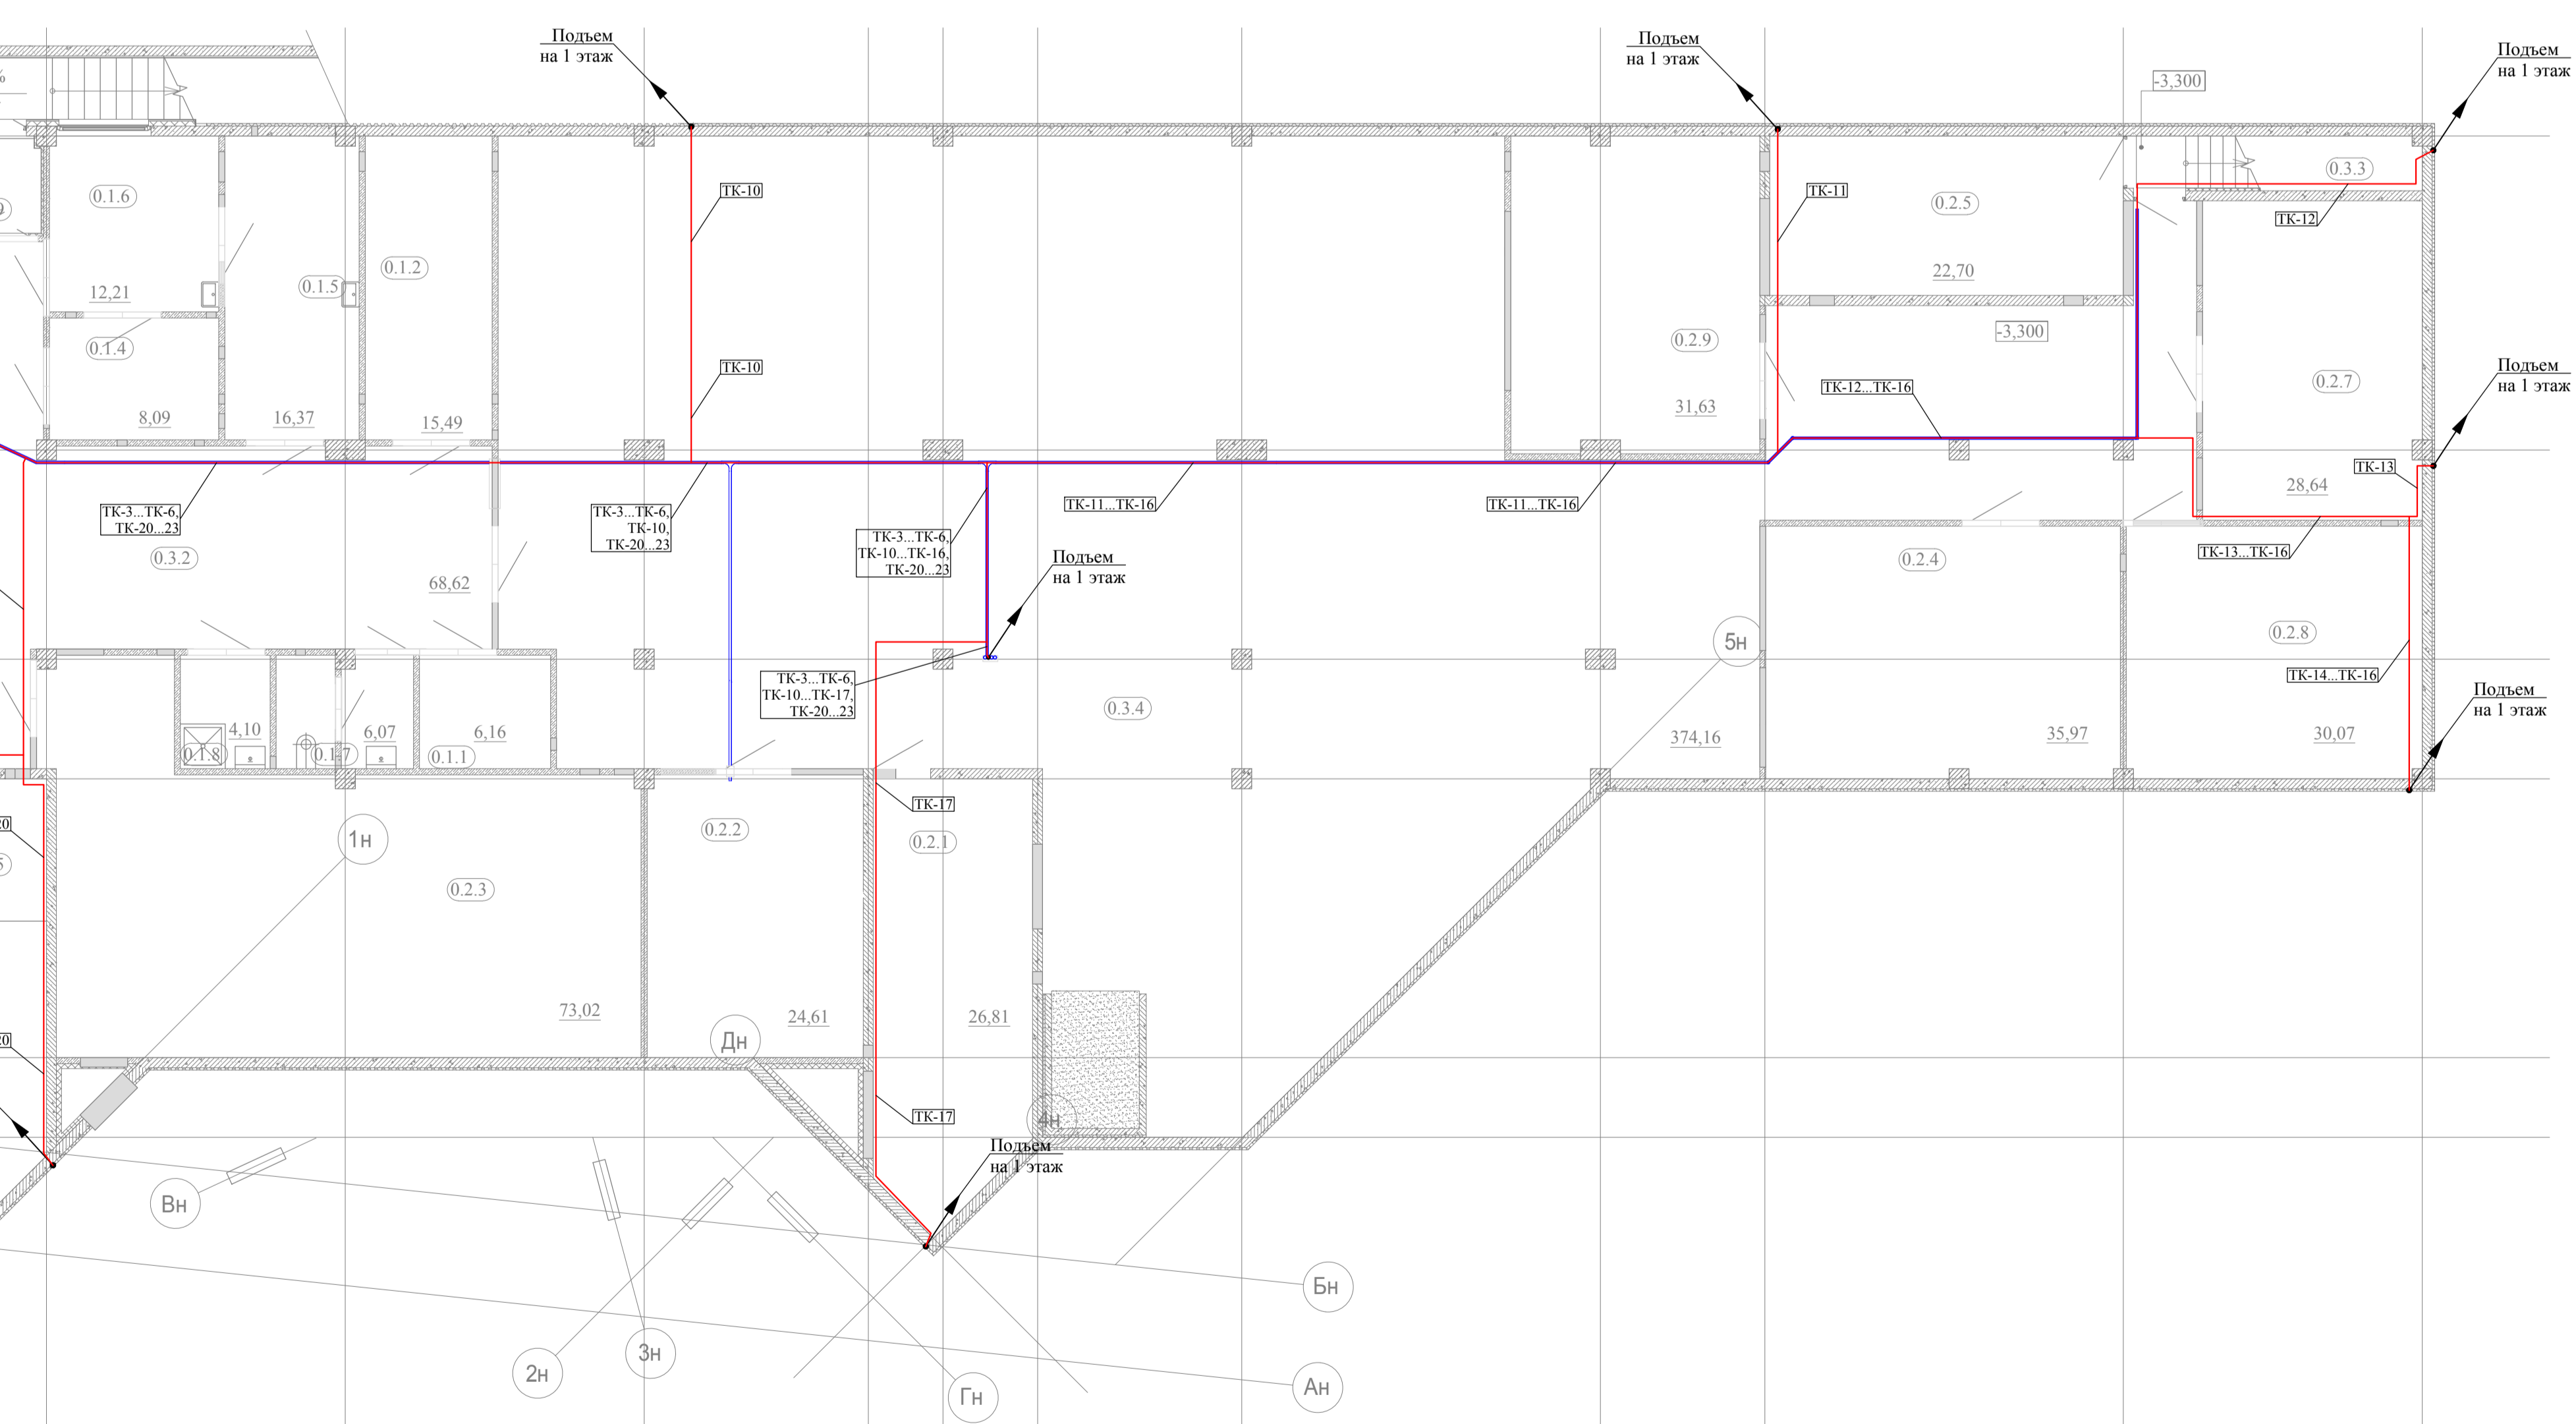 Подъем
на 1 этаж
Подъем
на 1 этаж
Подъем
на 1 этаж
%
-3,300
0.1.6
0.3.3
0.2.5
ТК-10
ТК-11
ТК-12
0.1.2
0.1.5
12,21
22,70
0.1.4
-3,300
0.2.9
ТК-10
Подъем
на 1 этаж
ТК-12...ТК-16
0.2.7
8,09
16,37
15,49
31,63
ТК-13
28,64
ТК-3...ТК-6,
ТК-20...23
ТК-3...ТК-6,
ТК-10,
ТК-20...23
ТК-3...ТК-6,
ТК-10...ТК-16,
ТК-20...23
ТК-11...ТК-16
ТК-11...ТК-16
0.3.2
68,62
Подъем
на 1 этаж
0.2.4
ТК-13...ТК-16
5н
0.2.8
ТК-3...ТК-6,
ТК-10...ТК-17,
ТК-20...23
ТК-14...ТК-16
Подъем
на 1 этаж
0.3.4
4,10
6,07
6,16
374,16
35,97
30,07
0.1.8
0.1.7
0.1.1
ТК-17
20
1н
0.2.2
0.2.1
5
0.2.3
73,02
24,61
26,81
20
Дн
ТК-17
4н
Подъем
на 1 этаж
Вн
Бн
3н
2н
Гн
Ан